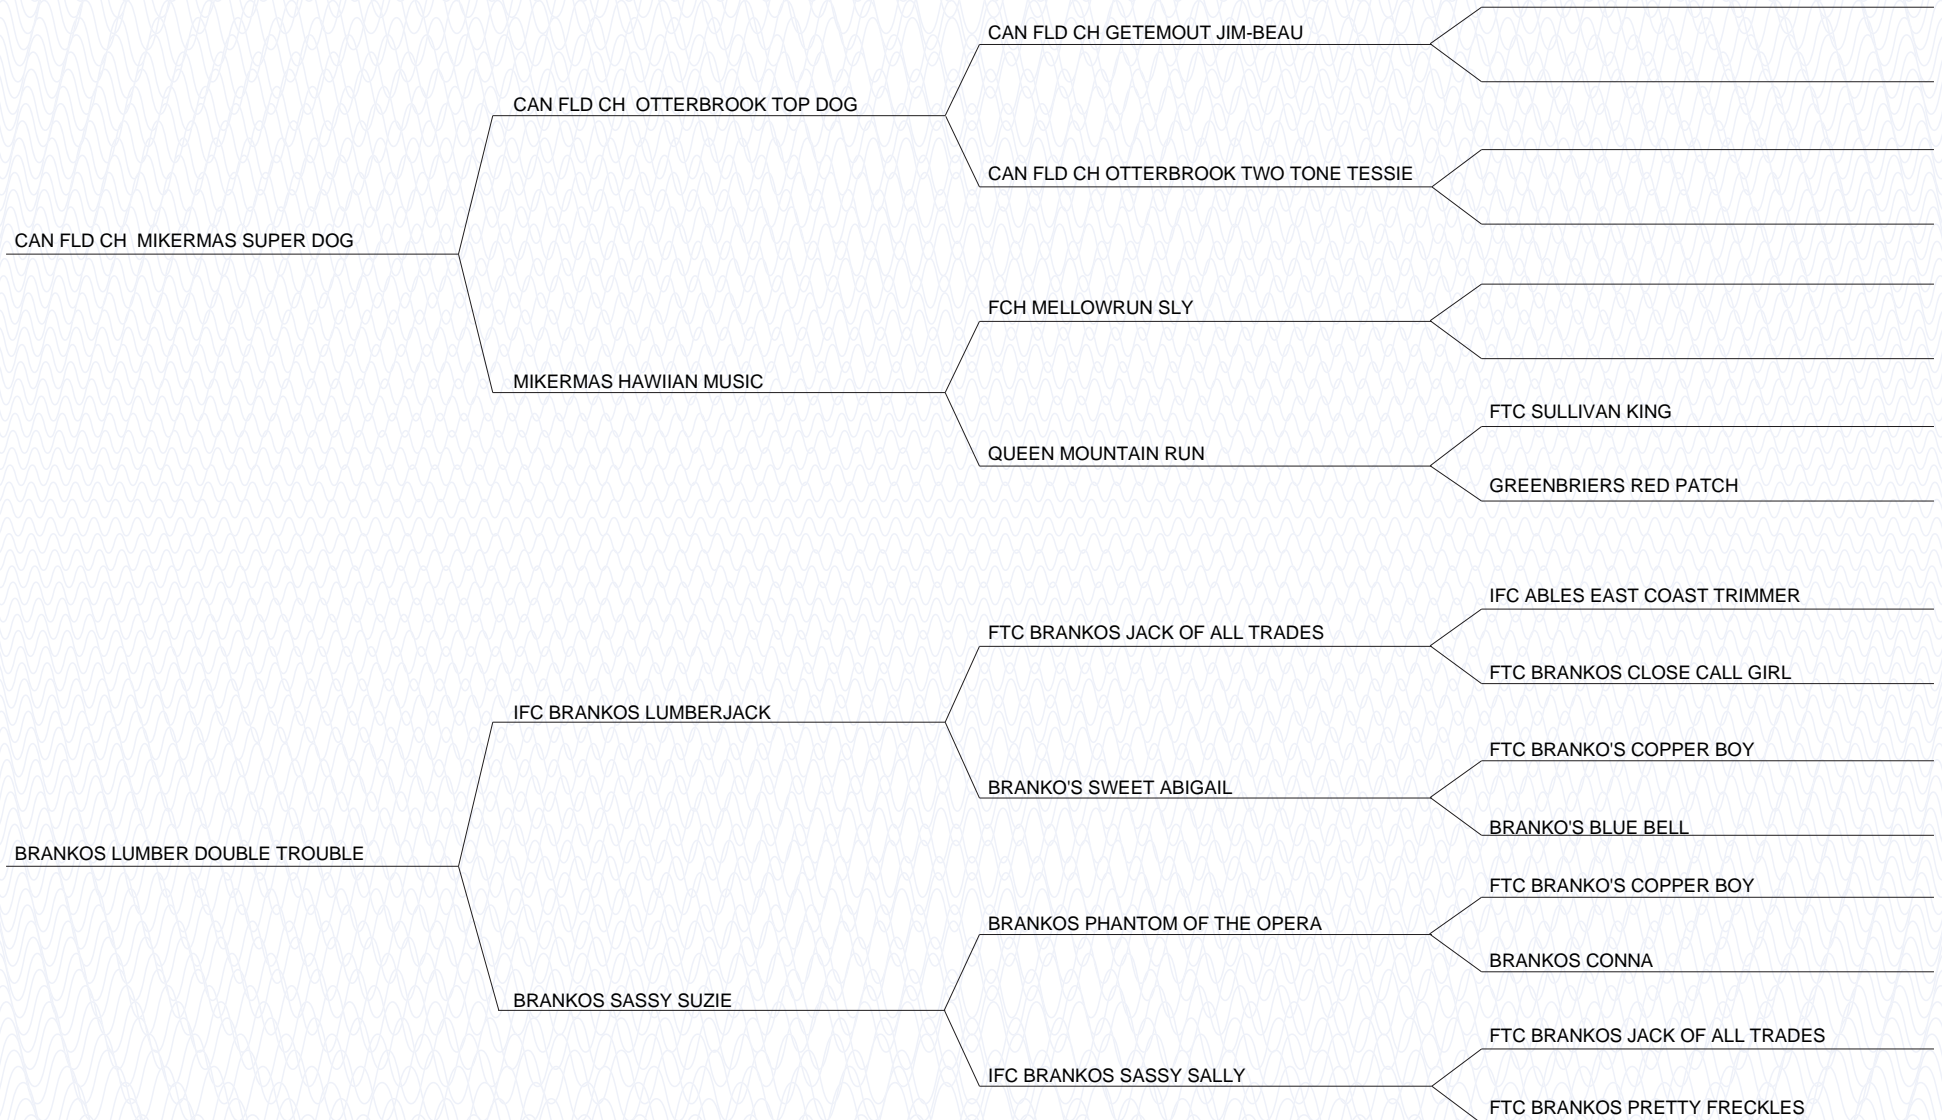 CAN FLD CH GETEMOUT JIM-BEAU
CAN FLD CH  OTTERBROOK TOP DOG
CAN FLD CH OTTERBROOK TWO TONE TESSIE
CAN FLD CH  MIKERMAS SUPER DOG
FCH MELLOWRUN SLY
MIKERMAS HAWIIAN MUSIC
FTC SULLIVAN KING
QUEEN MOUNTAIN RUN
GREENBRIERS RED PATCH
IFC ABLES EAST COAST TRIMMER
FTC BRANKOS JACK OF ALL TRADES
FTC BRANKOS CLOSE CALL GIRL
IFC BRANKOS LUMBERJACK
FTC BRANKO'S COPPER BOY
BRANKO'S SWEET ABIGAIL
BRANKO'S BLUE BELL
BRANKOS LUMBER DOUBLE TROUBLE
FTC BRANKO'S COPPER BOY
BRANKOS PHANTOM OF THE OPERA
BRANKOS CONNA
BRANKOS SASSY SUZIE
FTC BRANKOS JACK OF ALL TRADES
IFC BRANKOS SASSY SALLY
FTC BRANKOS PRETTY FRECKLES